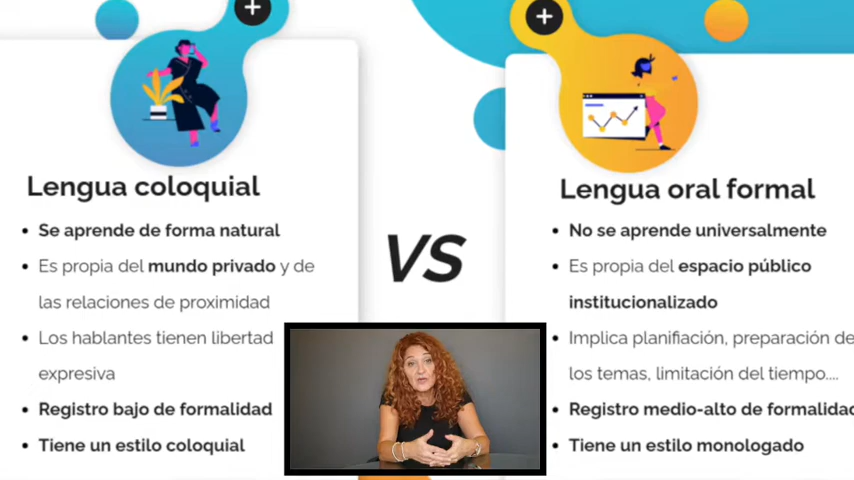 Lengua coloquial
• Se aprende de forma natural
• Es propia del mundo privado y de
las relaciones de proximidad
• Los hablantes tienen libertad
expresiva
• Registro bajo de formalidad
• Tiene un estilo coloquial
VS
Lengua oral formal
• No se aprende universalmente
• Es propia del espacio público
institucionalizado
• Implica planifiación, preparación de
los temas, limitación del tiempo....
• Registro medio-alto de formalidad
• Tiene un estilo monologado